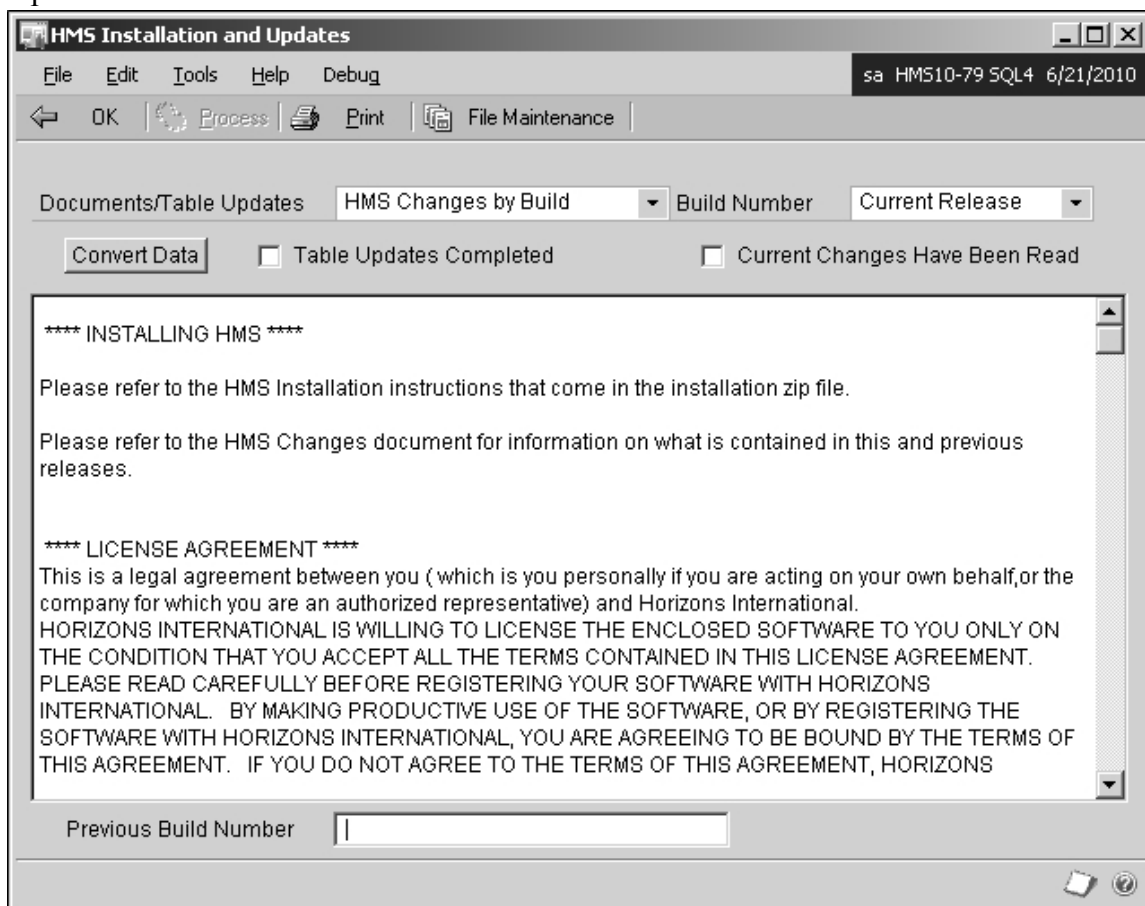 HMS Installation and Updates
File Edit Tools Help Debug sa HMS10-79 SQL4 6/21/2010
OK Process Print File Maintenance
Documents/Table Updates HMS Changes by Build Build Number Current Release
Convert Data Table Updates Completed Current Changes Have Been Read
**** INSTALLING HMS ****
Please refer to the HMS Installation instructions that come in the installation zip file.
Please refer to the HMS Changes document for information on what is contained in this and previous
releases.
**** LICENSE AGREEMENT ****
This is a legal agreement between you ( which is you personally if you are acting on your own behalf,or the
company for which you are an authorized representative) and Horizons International.
HORIZONS INTERNATIONAL IS WILLING TO LICENSE THE ENCLOSED SOFTWARE TO YOU ONLY ON
THE CONDITION THAT YOU ACCEPT ALL THE TERMS CONTAINED IN THIS LICENSE AGREEMENT.
PLEASE READ CAREFULLY BEFORE REGISTERING YOUR SOFTWARE WITH HORIZONS
INTERNATIONAL.   BY MAKING PRODUCTIVE USE OF THE SOFTWARE, OR BY REGISTERING THE
SOFTWARE WITH HORIZONS INTERNATIONAL, YOU ARE AGREEING TO BE BOUND BY THE TERMS OF
THIS AGREEMENT.   IF YOU DO NOT AGREE TO THE TERMS OF THIS AGREEMENT, HORIZONS
Previous Build Number